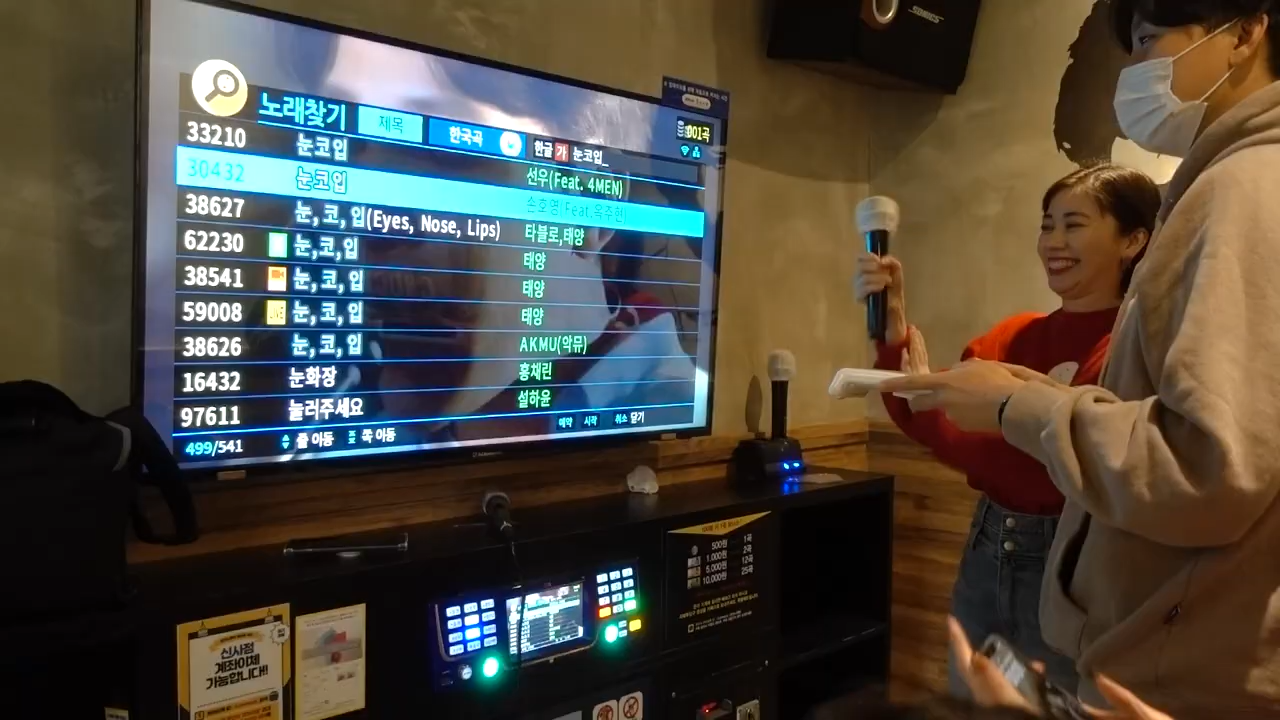 노래찾기 제목 한국곡 한글 가 눈코입_
001곡
33210 눈코입 선우(Feat. 4MEN)
30432 눈코입 손호영(Feat.옥주현)
38627 눈, 코, 입(Eyes, Nose, Lips) 타블로,태양
62230 눈,코,입 태양
38541 눈, 코, 입 태양
59008 눈, 코, 입 태양
38626 눈, 코, 입 AKMU(악뮤)
16432 눈화장 홍채린
97611 눌러주세요 설하윤
499/541 줄 이동 쪽 이동 예약 시작 취소 닫기
500원 1곡
1,000원 2곡
5,000원 12곡
10,000원 25곡
신사점
계좌이체
가능합니다!